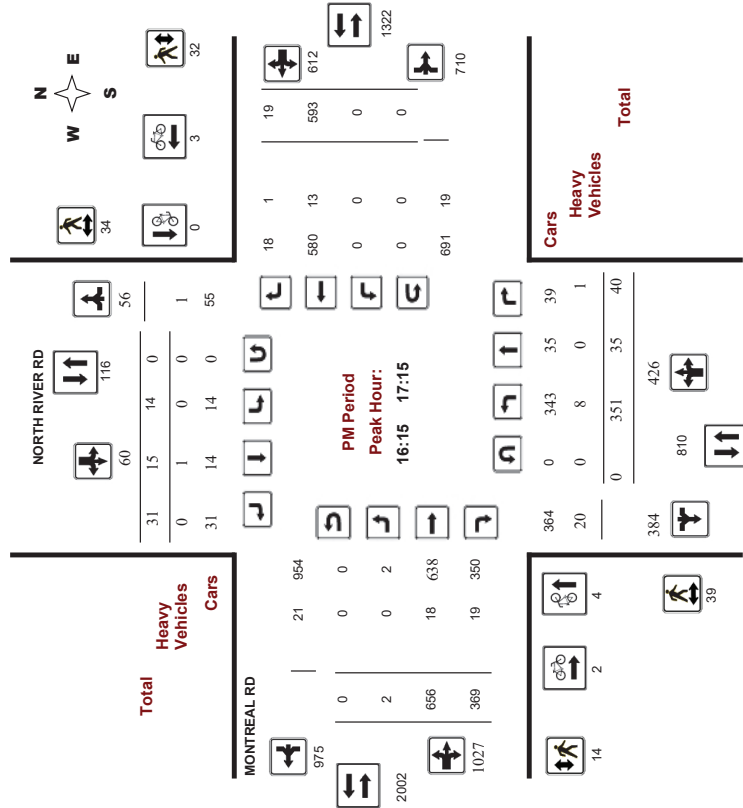 N
W E
S
NORTH RIVER RD
MONTREAL RD
34
32
0
3
60
116
56
Total
31 15 14 0
Heavy
Vehicles
0 1 0 0 1
Cars
31 14 14 0 55
975
21 954
2002
1027
0 0 0
2 0 2
656 18 638
369 19 350
PM Period
Peak Hour:
16:15 17:15
18 1 19
580 13 593
0 0 0
0 0 0
691 19
612
1322
710
364 0 343 35 39 Cars
20 0 8 0 1 Heavy
Vehicles
0 351 35 40 Total
384
810
426
2
4
14
39